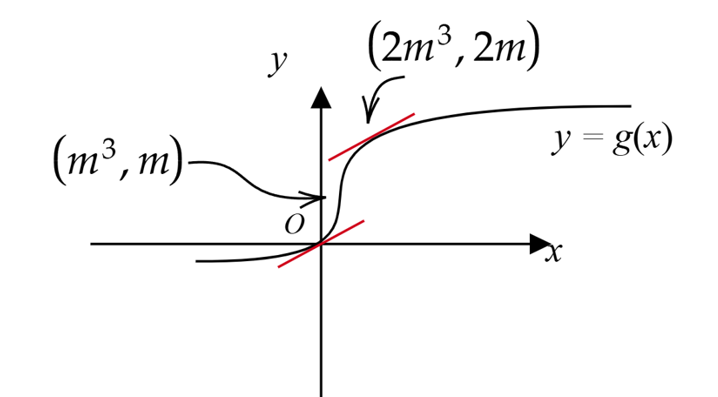 y
(2m³, 2m)
y = g(x)
(m³, m)
O
x